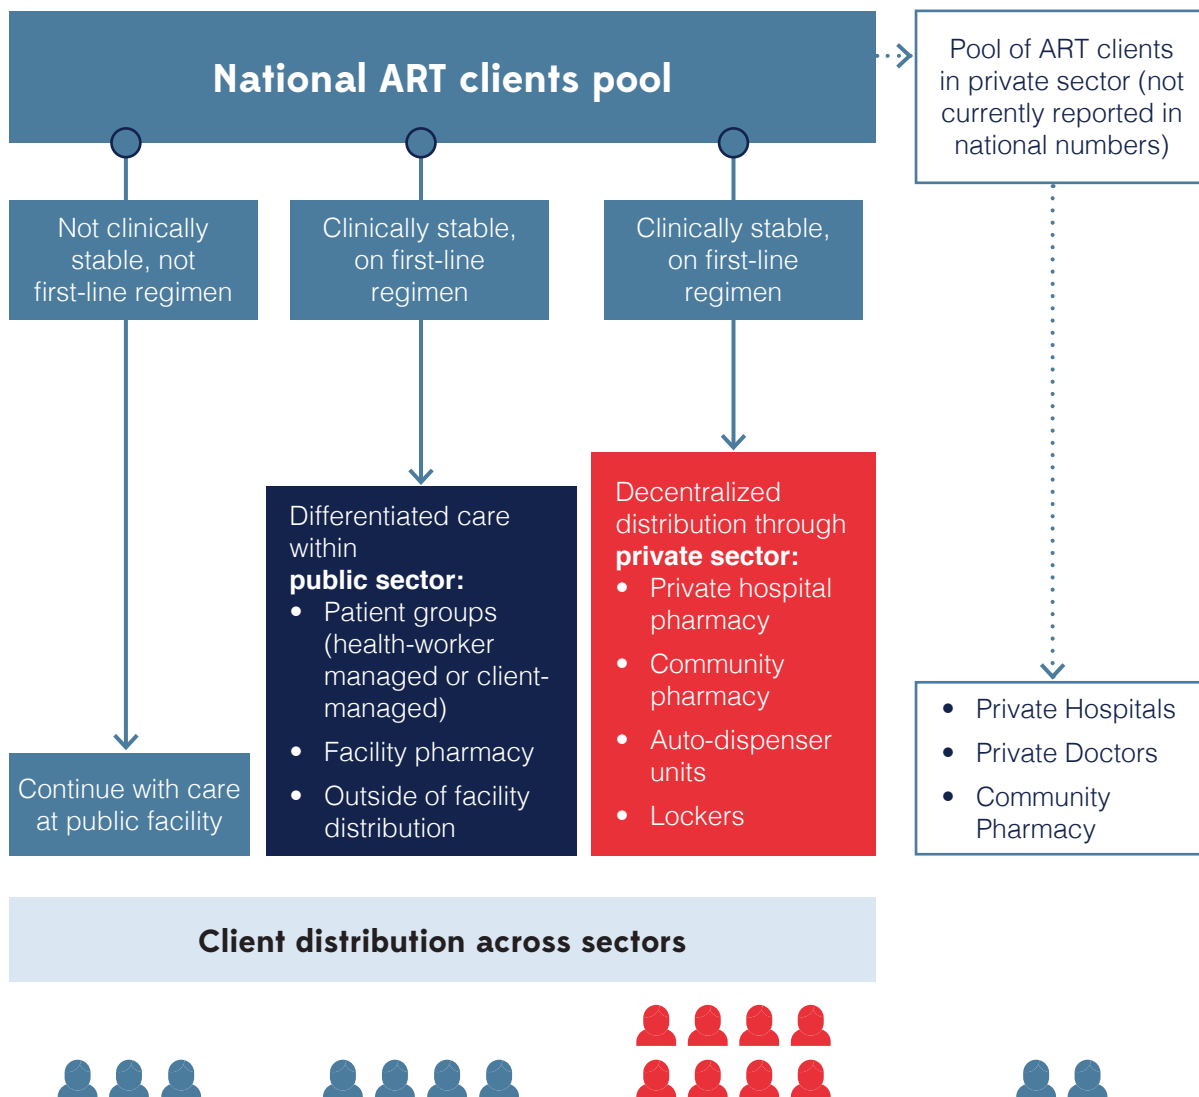 National ART clients pool
Pool of ART clients
in private sector (not
currently reported in
national numbers)
Not clinically
stable, not
first-line regimen
Clinically stable,
on first-line
regimen
Clinically stable,
on first-line
regimen
Continue with care
at public facility
Differentiated care
within
public sector:
• Patient groups
(health-worker
managed or client-
managed)
• Facility pharmacy
• Outside of facility
distribution
Decentralized
distribution through
private sector:
• Private hospital
pharmacy
• Community
pharmacy
• Auto-dispenser
units
• Lockers
• Private Hospitals
• Private Doctors
• Community
Pharmacy
Client distribution across sectors